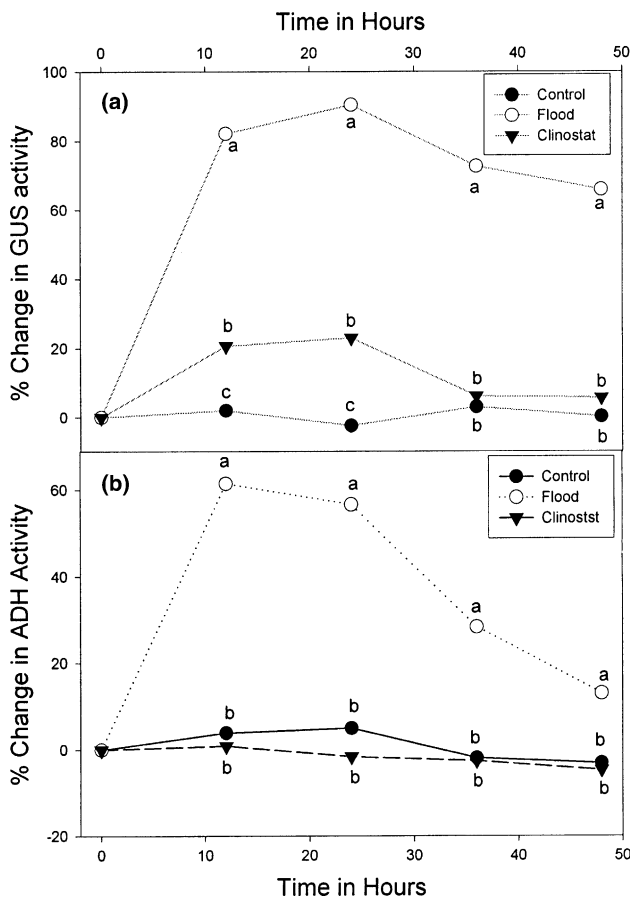 Time in Hours
0 10 20 30 40 50
100
80
60
40
20
0
% Change in GUS activity
(a)
Control
Flood
Clinostat
a
a
a
a
b
b
b
b
c
c
b
b
60
40
20
0
-20
% Change in ADH Activity
(b)
Control
Flood
Clinostst
a
a
a
a
b
b
b
b
b
b
b
b
0 10 20 30 40 50
Time in Hours